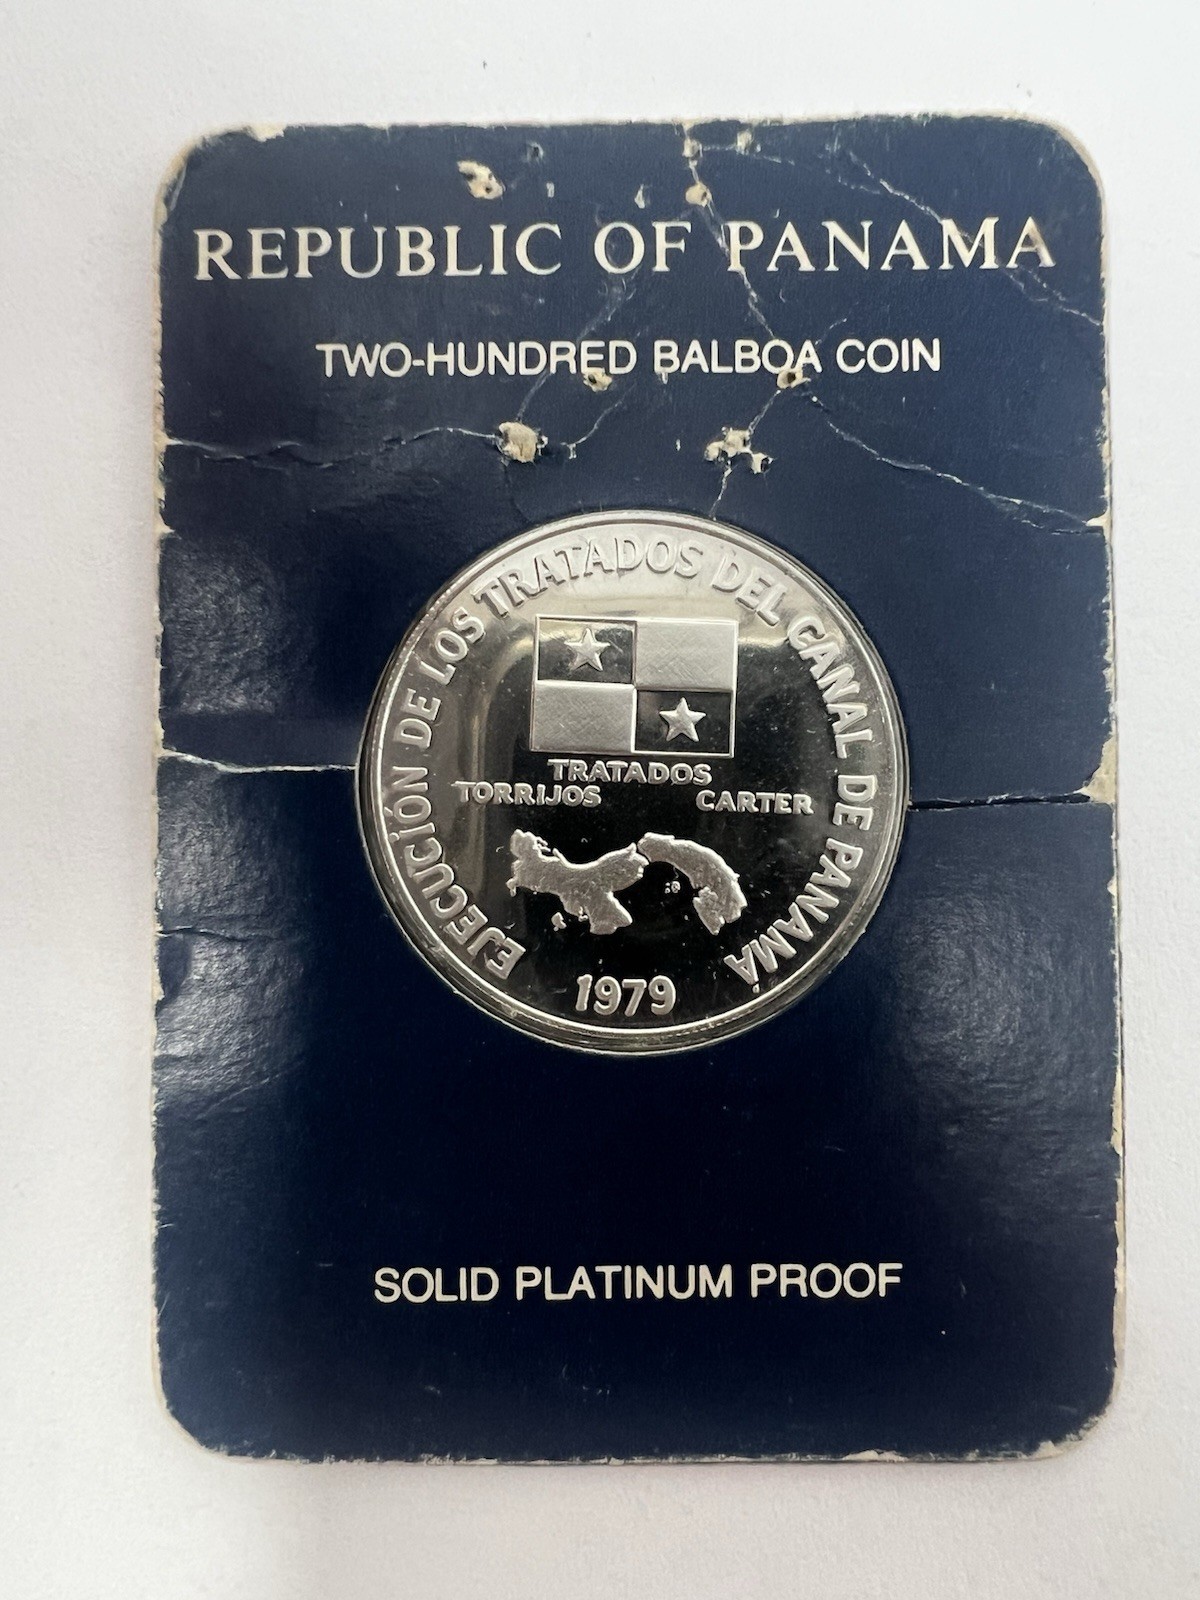 REPUBLIC OF PANAMA
TWO-HUNDRED BALBOA COIN
EJECUCIÓN DE LOS TRATADOS DEL CANAL DE PANAMÁ
TRATADOS
TORRIJOS CARTER
1979
SOLID PLATINUM PROOF